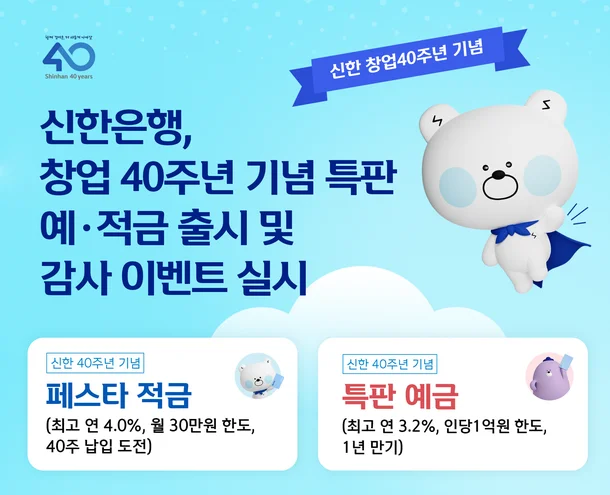 40
Shinhan 40 years
신한 창업40주년 기념
신한은행,
창업 40주년 기념 특판
예·적금 출시 및
감사 이벤트 실시
신한 40주년 기념
페스타 적금
(최고 연 4.0%, 월 30만원 한도,
40주 납입 도전)
신한 40주년 기념
특판 예금
(최고 연 3.2%, 인당1억원 한도,
1년 만기)